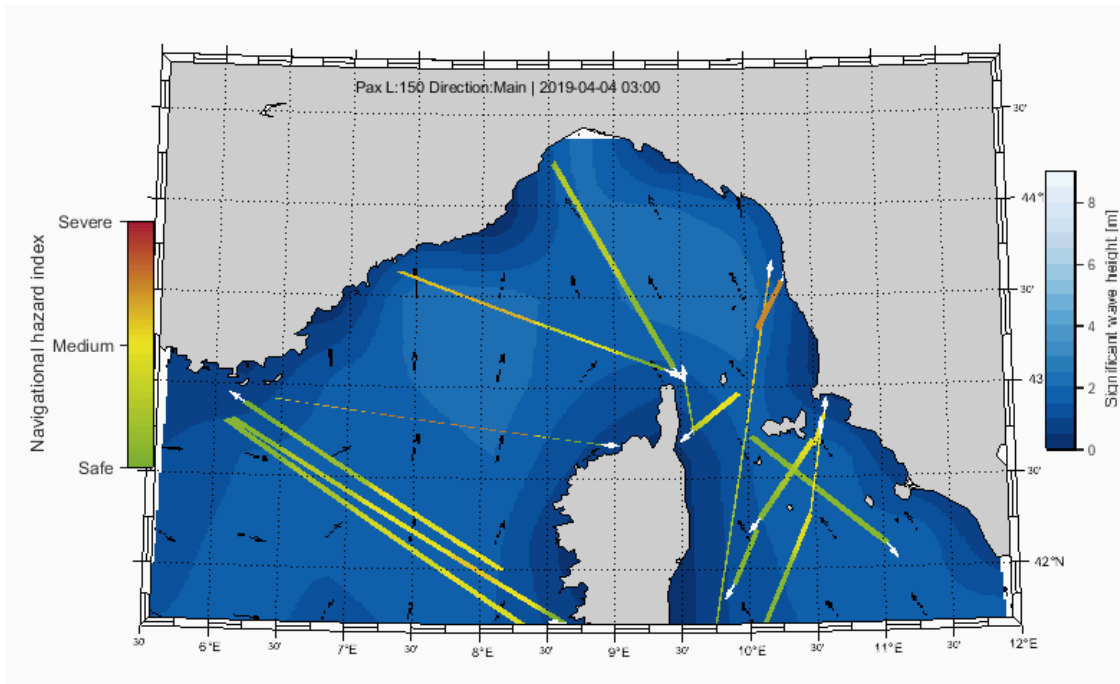 Pax L:150 Direction:Main | 2019-04-04 03:00
30'
44°
30'
43
30'
42°N
30'
6°E
30'
7°E
30'
8°E
30'
9°E
30'
10°E
30'
11°E
30'
12°E
Navigational hazard index
Severe
Medium
Safe
8
6
4
2
0
Significant wave height [m]